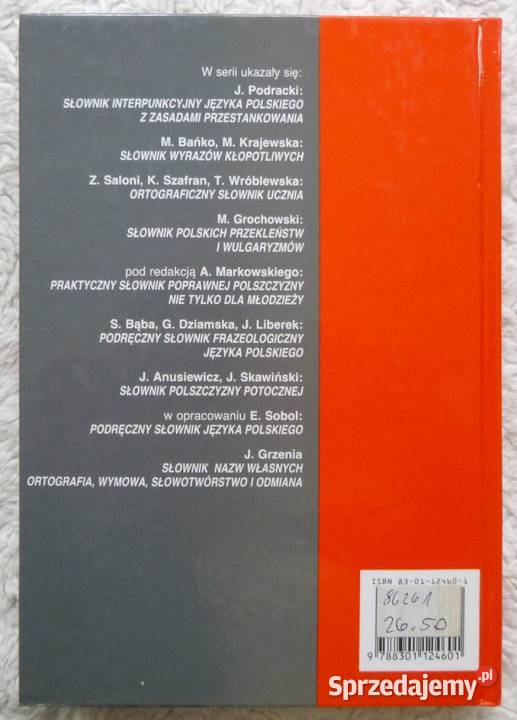 W serii ukazały się:
J. Podracki:
SŁOWNIK INTERPUNKCYJNY JĘZYKA POLSKIEGO
Z ZASADAMI PRZESTANKOWANIA
M. Bańko, M. Krajewska:
SŁOWNIK WYRAZÓW KŁOPOTLIWYCH
Z. Saloni, K. Szafran, T. Wróblewska:
ORTOGRAFICZNY SŁOWNIK UCZNIA
M. Grochowski:
SŁOWNIK POLSKICH PRZEKLEŃSTW
I WULGARYZMÓW
pod redakcją A. Markowskiego:
PRAKTYCZNY SŁOWNIK POPRAWNEJ POLSZCZYZNY
NIE TYLKO DLA MŁODZIEŻY
S. Bąba, G. Dziamska, J. Liberek:
PODRĘCZNY SŁOWNIK FRAZEOLOGICZNY
JĘZYKA POLSKIEGO
J. Anusiewicz, J. Skawiński:
SŁOWNIK POLSZCZYZNY POTOCZNEJ
w opracowaniu E. Sobol:
PODRĘCZNY SŁOWNIK JĘZYKA POLSKIEGO
J. Grzenia
SŁOWNIK NAZW WŁASNYCH
ORTOGRAFIA, WYMOWA, SŁOWOTWÓRSTWO I ODMIANA
ISBN 83-01-12460-1
86261
26.50
9 788301 124601
Sprzedajemy.pl